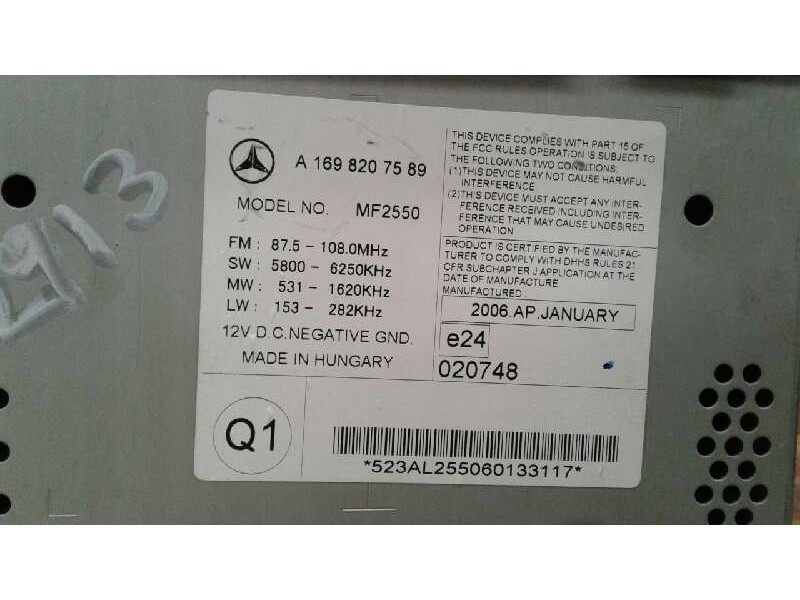 2913
A 169 820 75 89
MODEL NO. MF2550
FM : 87.5 - 108.0MHz
SW : 5800 - 6250KHz
MW : 531 - 1620KHz
LW : 153 - 282KHz
12V D.C.NEGATIVE GND.
MADE IN HUNGARY
THIS DEVICE COMPLIES WITH PART 15 OF
THE FCC RULES OPERATION IS SUBJECT TO
THE FOLLOWING TWO CONDITIONS:
(1)THIS DEVICE MAY NOT CAUSE HARMFUL
INTERFERENCE
(2)THIS DEVICE MUST ACCEPT ANY INTER-
FERENCE RECEIVED INCLUDING INTER-
FERENCE THAT MAY CAUSE UNDESIRED
OPERATION
PRODUCT IS CERTIFIED BY THE MANUFAC-
TURER TO COMPLY WITH DHHS RULES 21
CFR SUBCHAPTER J APPLICATION AT THE
DATE OF MANUFACTURE
MANUFACTURED:
2006.AP.JANUARY
e24
020748
Q1
*523AL255060133117*